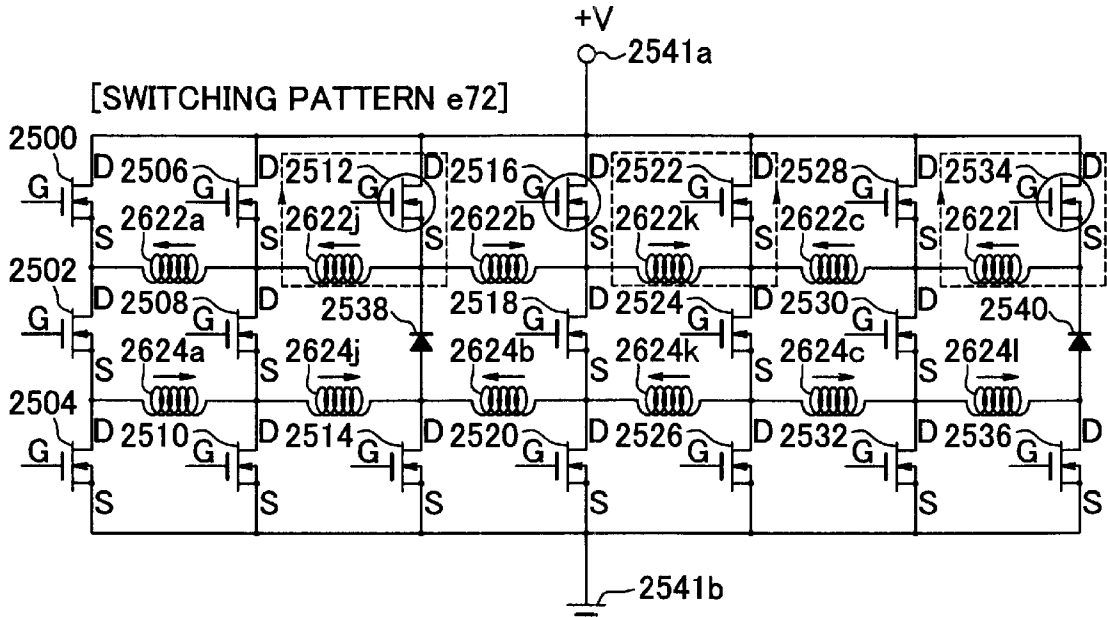 +V
2541a
[SWITCHING PATTERN e72]
2500 D 2506 D 2512 D 2516 D 2522 D 2528 D 2534 D
G G G G G G G
S S S S S S S
2622a 2622j 2622b 2622k 2622c 2622l
2502 D 2508 D 2538 2518 D 2524 D 2530 D 2540
G G G G G
S S S S S
2624a 2624j 2624b 2624k 2624c 2624l
2504 D 2510 D 2514 D 2520 D 2526 D 2532 D 2536 D
G G G G G G G
S S S S S S S
2541b